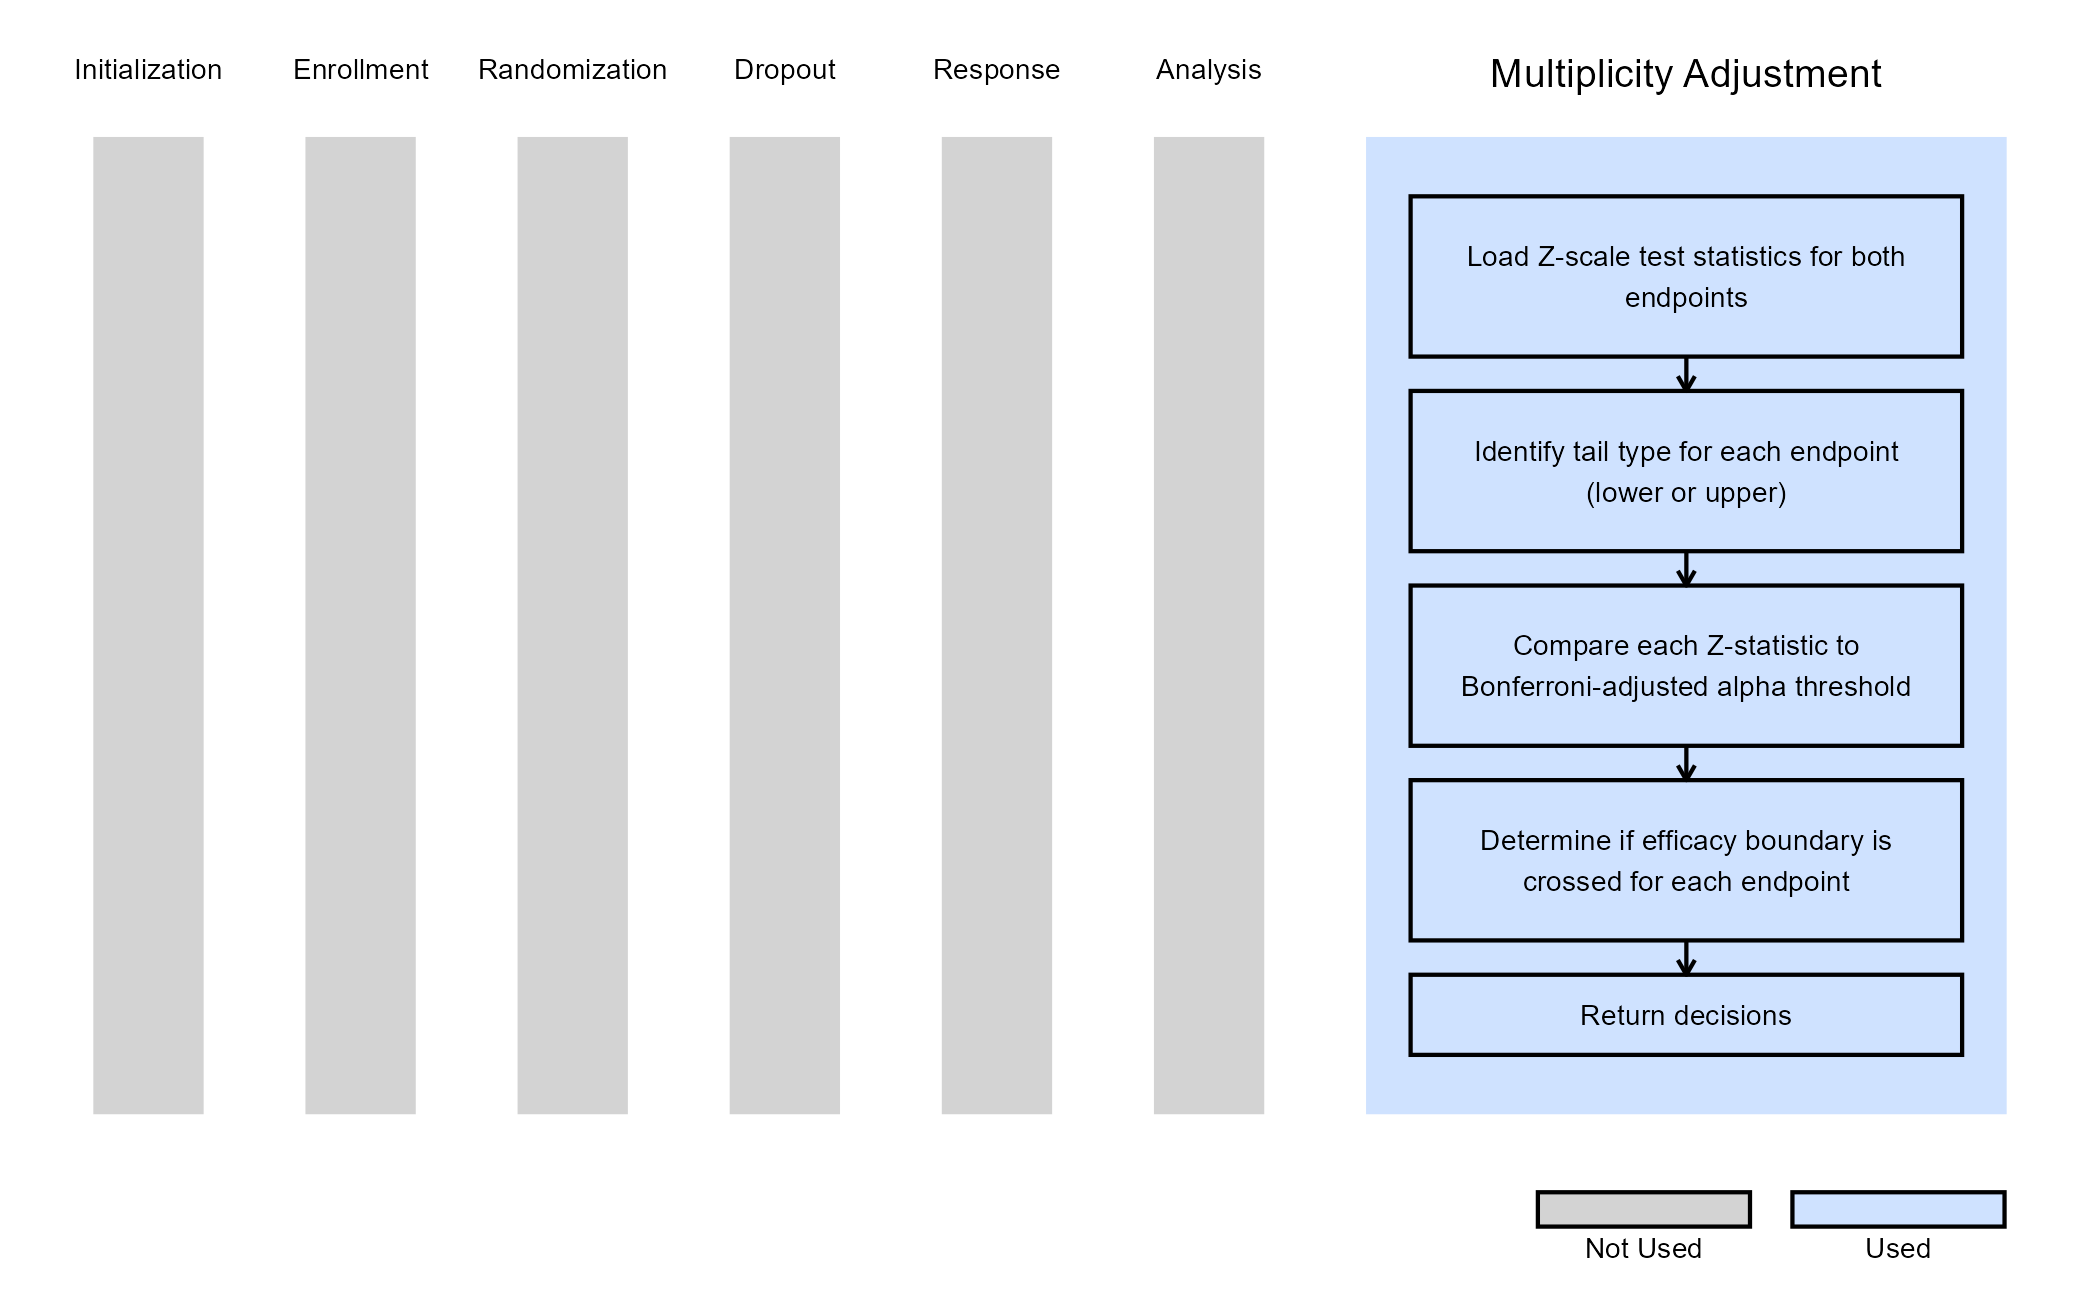 Initialization
Enrollment
Randomization
Dropout
Response
Analysis
Multiplicity Adjustment
Load Z-scale test statistics for both
endpoints
Identify tail type for each endpoint
(lower or upper)
Compare each Z-statistic to
Bonferroni-adjusted alpha threshold
Determine if efficacy boundary is
crossed for each endpoint
Return decisions
Not Used
Used